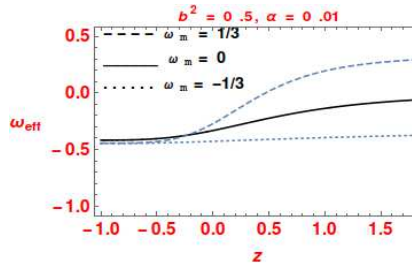 b² = 0 .5, α = 0 .01
ω m = 1/3
ω m = 0
ω m = −1/3
ωeff
0.5
0.0
−0.5
−1.0
−1.0 −0.5 0.0 0.5 1.0 1.5
z